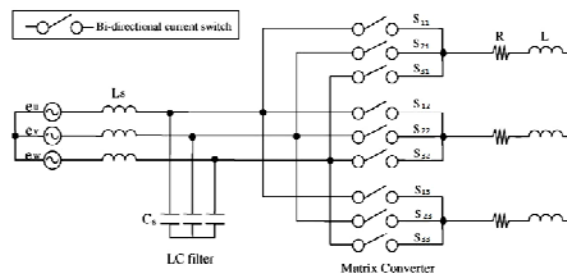 Bi-directional current switch
S11
S21
S31
R
L
eu
Ls
ev
ew
S12
S22
S32
Cs
S13
S23
S33
LC filter
Matrix Converter